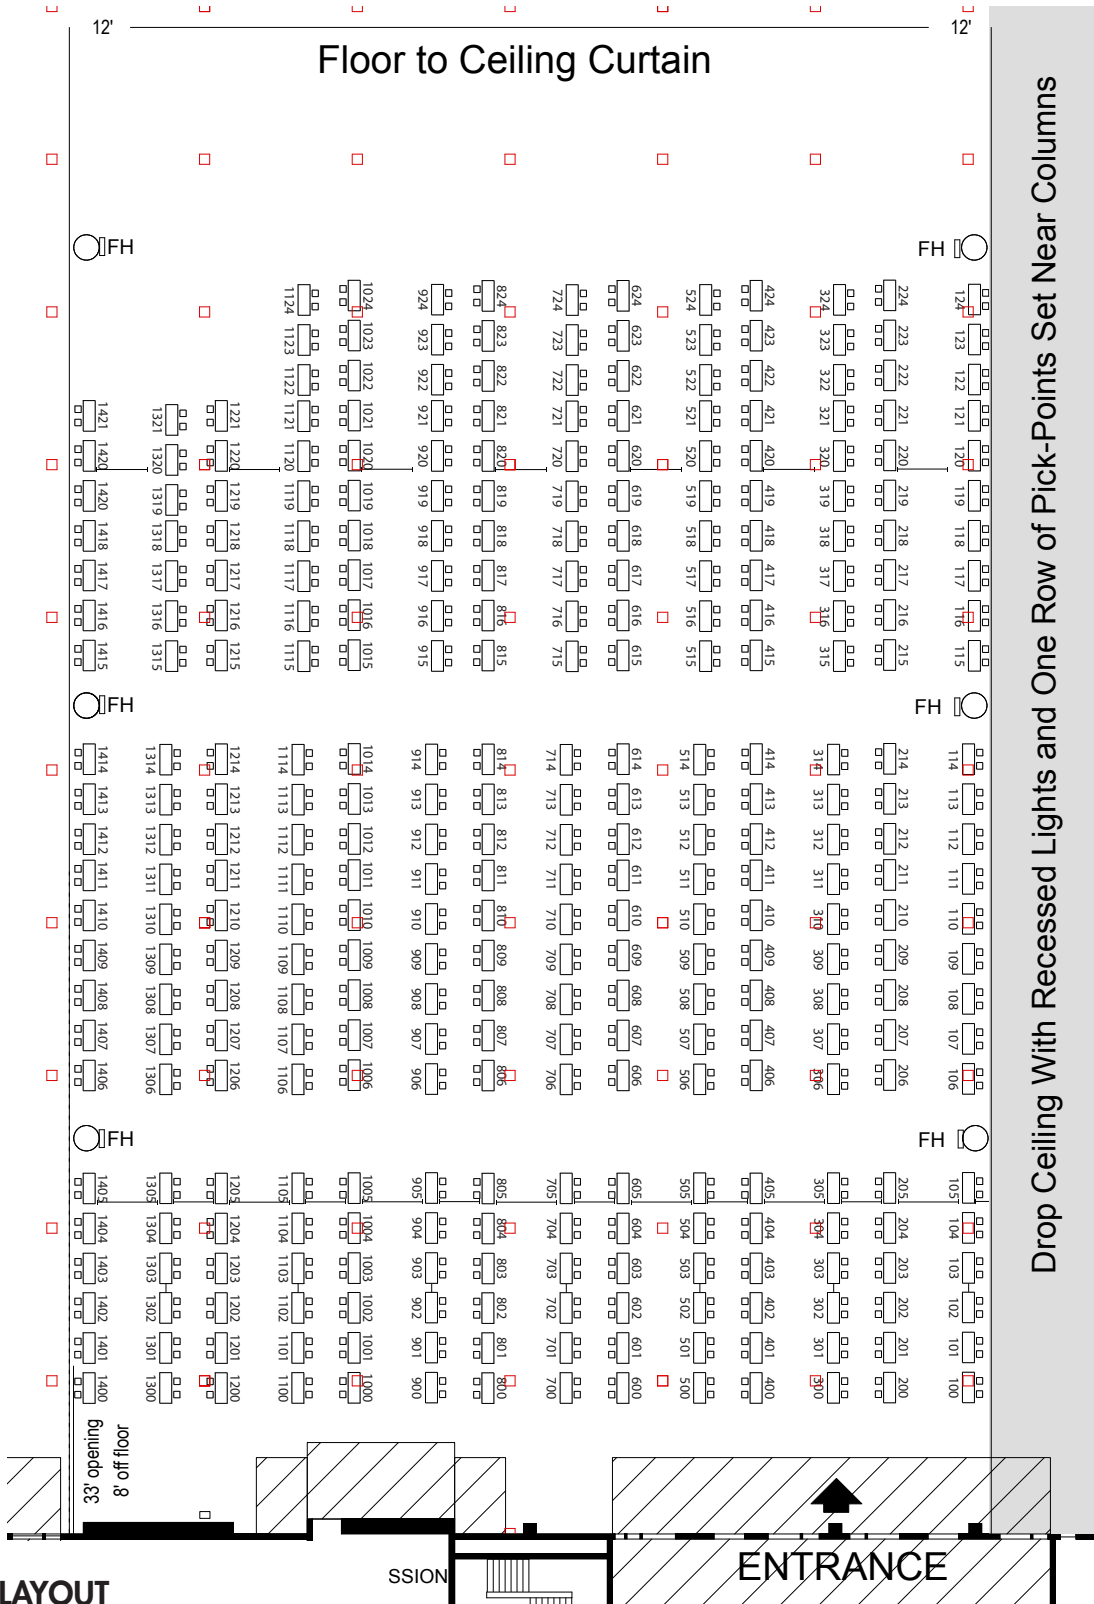 12' 12'
Floor to Ceiling Curtain
Drop Ceiling With Recessed Lights and One Row of Pick-Points Set Near Columns
FH FH
1124 1024 924 824 724 624 524 424 324 224 124
1123 1023 923 823 723 623 523 423 323 223 123
1122 1022 922 822 722 622 522 422 322 222 122
1421 1321 1221 1121 1021 921 821 721 621 521 421 321 221 121
1420 1320 1220 1120 1020 920 820 720 620 520 420 320 220 120
1420 1319 1219 1119 1019 919 819 719 619 519 419 319 219 119
1418 1318 1218 1118 1018 918 818 718 618 518 418 318 218 118
1417 1317 1217 1117 1017 917 817 717 617 517 417 317 217 117
1416 1316 1216 1116 1016 916 816 716 616 516 416 316 216 116
1415 1315 1215 1115 1015 915 815 715 615 515 415 315 215 115
FH FH
1414 1314 1214 1114 1014 914 814 714 614 514 414 314 214 114
1413 1313 1213 1113 1013 913 813 713 613 513 413 313 213 113
1412 1312 1212 1112 1012 912 812 712 612 512 412 312 212 112
1411 1311 1211 1111 1011 911 811 711 611 511 411 311 211 111
1410 1310 1210 1110 1010 910 810 710 610 510 410 310 210 110
1409 1309 1209 1109 1009 909 809 709 609 509 409 309 209 109
1408 1308 1208 1108 1008 908 808 708 608 508 408 308 208 108
1407 1307 1207 1107 1007 907 807 707 607 507 407 307 207 107
1406 1306 1206 1106 1006 906 806 706 606 506 406 306 206 106
FH FH
1405 1305 1205 1105 1005 905 805 705 605 505 405 305 205 105
1404 1304 1204 1104 1004 904 804 704 604 504 404 304 204 104
1403 1303 1203 1103 1003 903 803 703 603 503 403 303 203 103
1402 1302 1202 1102 1002 902 802 702 602 502 402 302 202 102
1401 1301 1201 1101 1001 901 801 701 601 501 401 301 201 101
1400 1300 1200 1100 1000 900 800 700 600 500 400 300 200 100
33' opening
8' off floor
ENTRANCE
SSION
LAYOUT